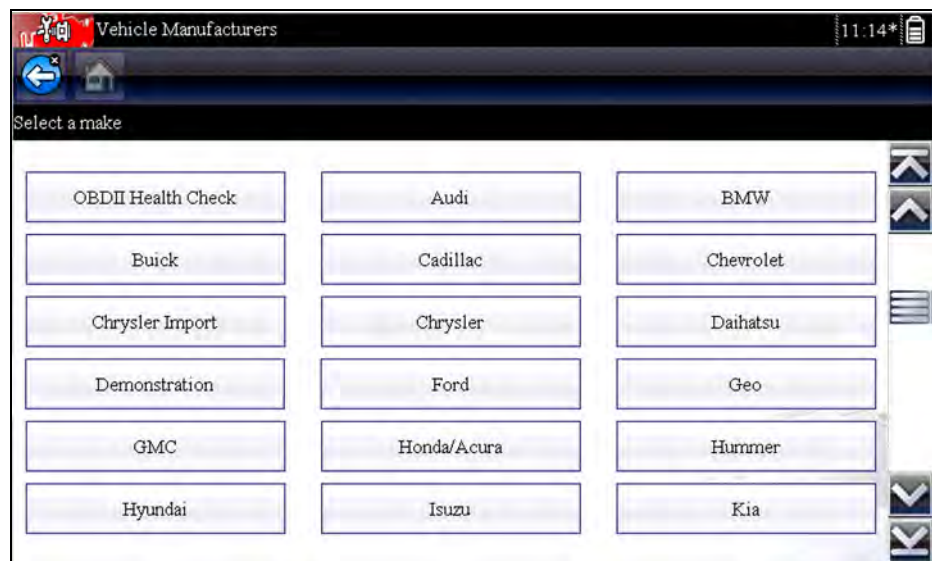 Vehicle Manufacturers 11:14*
Select a make
OBDII Health Check Audi BMW
Buick Cadillac Chevrolet
Chrysler Import Chrysler Daihatsu
Demonstration Ford Geo
GMC Honda/Acura Hummer
Hyundai Isuzu Kia